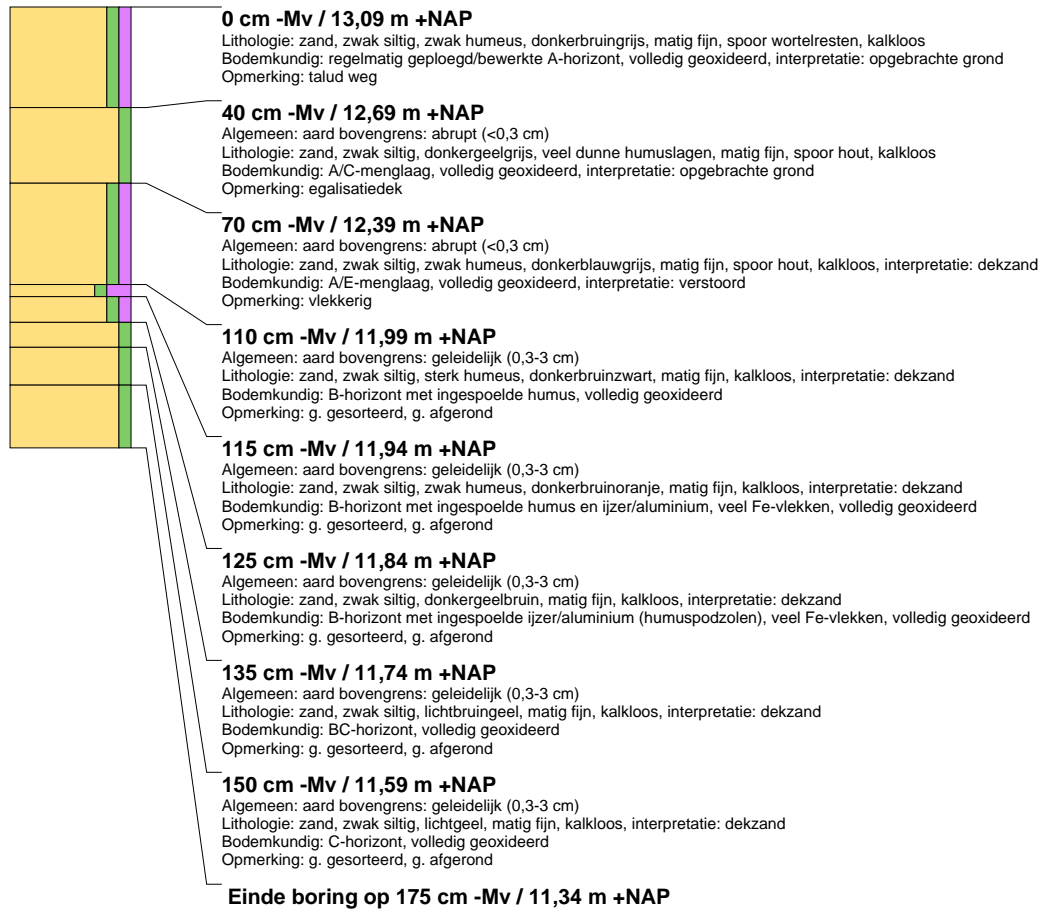 0 cm -Mv / 13,09 m +NAP
Lithologie: zand, zwak siltig, zwak humeus, donkerbruingrijs, matig fijn, spoor wortelresten, kalkloos
Bodemkundig: regelmatig geploegd/bewerkte A-horizont, volledig geoxideerd, interpretatie: opgebrachte grond
Opmerking: talud weg
40 cm -Mv / 12,69 m +NAP
Algemeen: aard bovengrens: abrupt (<0,3 cm)
Lithologie: zand, zwak siltig, donkergeelgrijs, veel dunne humuslagen, matig fijn, spoor hout, kalkloos
Bodemkundig: A/C-menglaag, volledig geoxideerd, interpretatie: opgebrachte grond
Opmerking: egalisatiedek
70 cm -Mv / 12,39 m +NAP
Algemeen: aard bovengrens: abrupt (<0,3 cm)
Lithologie: zand, zwak siltig, zwak humeus, donkerblauwgrijs, matig fijn, spoor hout, kalkloos, interpretatie: dekzand
Bodemkundig: A/E-menglaag, volledig geoxideerd, interpretatie: verstoord
Opmerking: vlekkerig
110 cm -Mv / 11,99 m +NAP
Algemeen: aard bovengrens: geleidelijk (0,3-3 cm)
Lithologie: zand, zwak siltig, sterk humeus, donkerbruinzwart, matig fijn, kalkloos, interpretatie: dekzand
Bodemkundig: B-horizont met ingespoelde humus, volledig geoxideerd
Opmerking: g. gesorteerd, g. afgerond
115 cm -Mv / 11,94 m +NAP
Algemeen: aard bovengrens: geleidelijk (0,3-3 cm)
Lithologie: zand, zwak siltig, zwak humeus, donkerbruinoranje, matig fijn, kalkloos, interpretatie: dekzand
Bodemkundig: B-horizont met ingespoelde humus en ijzer/aluminium, veel Fe-vlekken, volledig geoxideerd
Opmerking: g. gesorteerd, g. afgerond
125 cm -Mv / 11,84 m +NAP
Algemeen: aard bovengrens: geleidelijk (0,3-3 cm)
Lithologie: zand, zwak siltig, donkergeelbruin, matig fijn, kalkloos, interpretatie: dekzand
Bodemkundig: B-horizont met ingespoelde ijzer/aluminium (humuspodzolen), veel Fe-vlekken, volledig geoxideerd
Opmerking: g. gesorteerd, g. afgerond
135 cm -Mv / 11,74 m +NAP
Algemeen: aard bovengrens: geleidelijk (0,3-3 cm)
Lithologie: zand, zwak siltig, lichtbruingeel, matig fijn, kalkloos, interpretatie: dekzand
Bodemkundig: BC-horizont, volledig geoxideerd
Opmerking: g. gesorteerd, g. afgerond
150 cm -Mv / 11,59 m +NAP
Algemeen: aard bovengrens: geleidelijk (0,3-3 cm)
Lithologie: zand, zwak siltig, lichtgeel, matig fijn, kalkloos, interpretatie: dekzand
Bodemkundig: C-horizont, volledig geoxideerd
Opmerking: g. gesorteerd, g. afgerond
Einde boring op 175 cm -Mv / 11,34 m +NAP